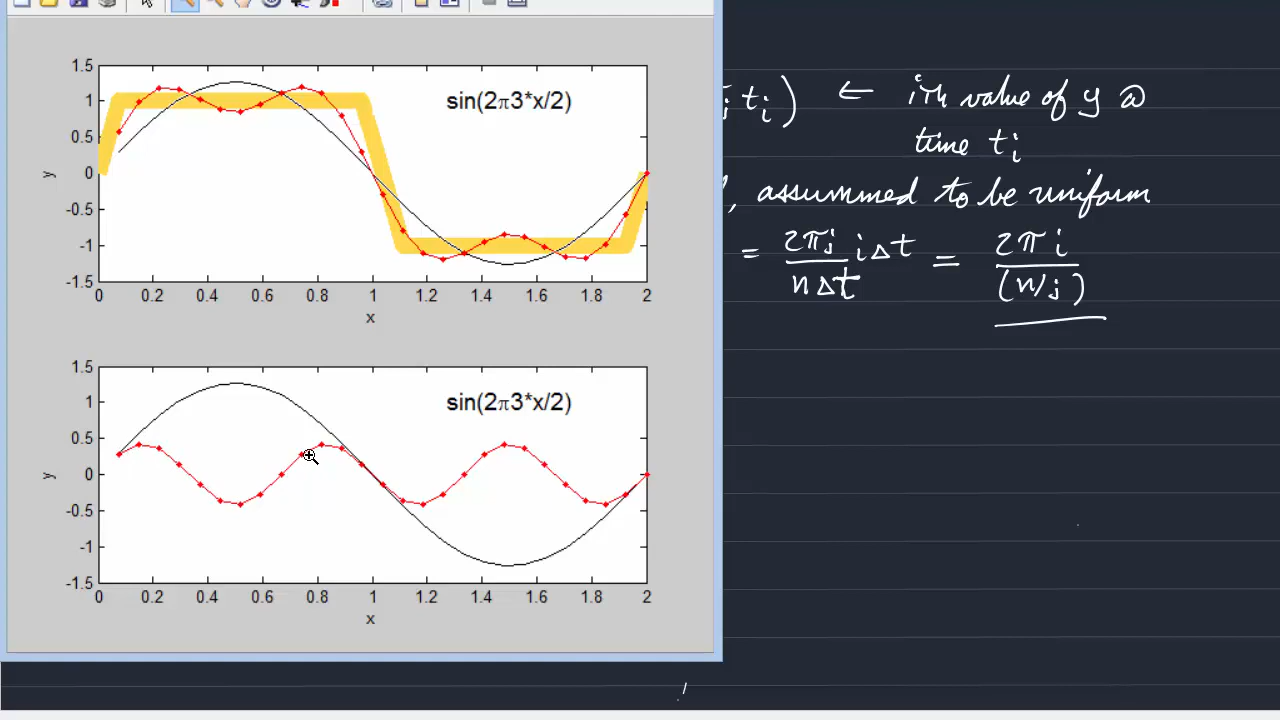 1.5
sin(2π3*x/2)
1
0.5
0
-0.5
-1
-1.5
y
0 0.2 0.4 0.6 0.8 1 1.2 1.4 1.6 1.8 2
x
1.5
sin(2π3*x/2)
1
0.5
0
-0.5
-1
-1.5
y
0 0.2 0.4 0.6 0.8 1 1.2 1.4 1.6 1.8 2
x
j tᵢ) ← ith value of y @
time tᵢ
, assummed to be uniform
= 2πj/nΔt iΔt = 2πi/(n/j)